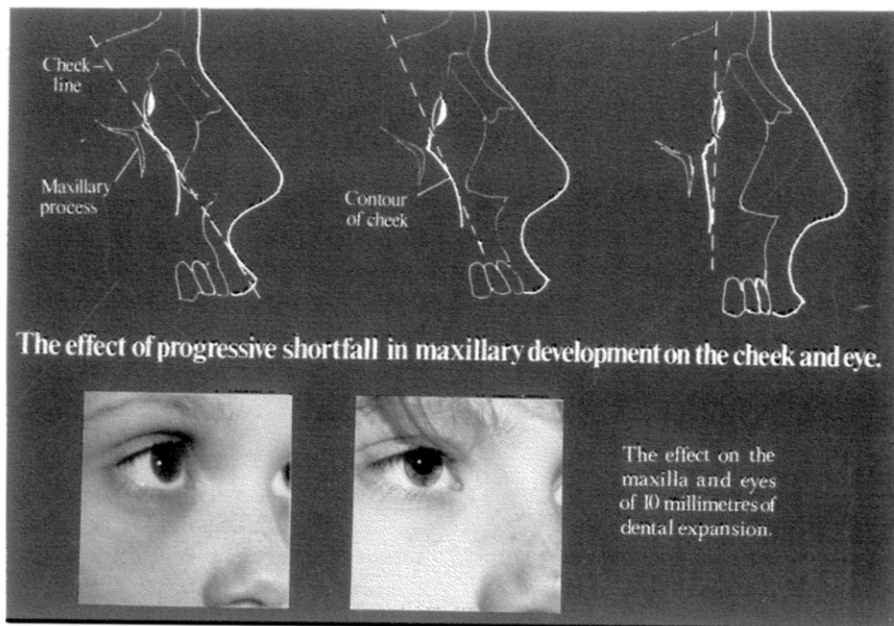 Cheek
line
Maxillary
process
Contour
of cheek
The effect of progressive shortfall in maxillary development on the cheek and eye.
The effect on the
maxilla and eyes
of 10 millimetres of
dental expansion.